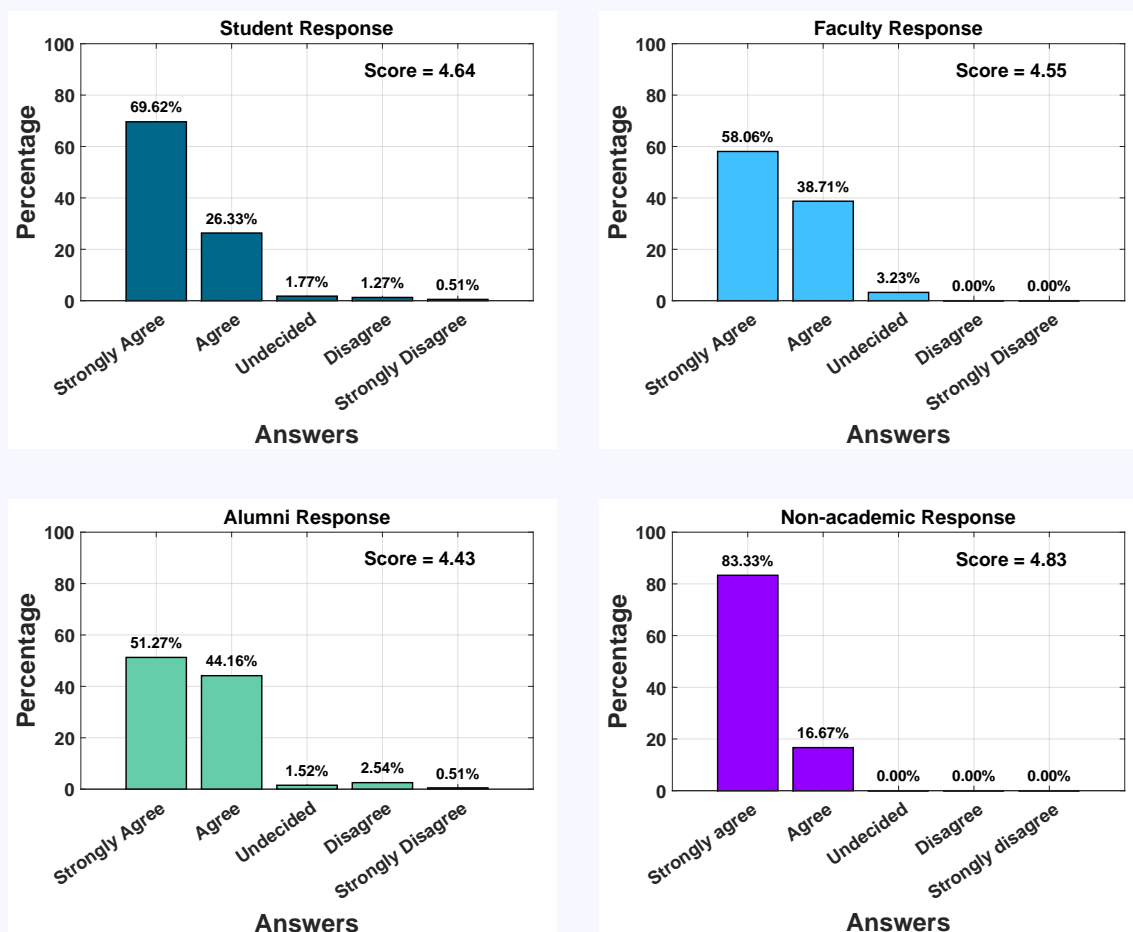 Student Response
Score = 4.64
Percentage
100
80
60
40
20
0
69.62%
26.33%
1.77%
1.27%
0.51%
Strongly Agree
Agree
Undecided
Disagree
Strongly Disagree
Answers
Faculty Response
Score = 4.55
Percentage
100
80
60
40
20
0
58.06%
38.71%
3.23%
0.00%
0.00%
Strongly Agree
Agree
Undecided
Disagree
Strongly Disagree
Answers
Alumni Response
Score = 4.43
Percentage
100
80
60
40
20
0
51.27%
44.16%
1.52%
2.54%
0.51%
Strongly Agree
Agree
Undecided
Disagree
Strongly Disagree
Answers
Non-academic Response
Score = 4.83
Percentage
100
80
60
40
20
0
83.33%
16.67%
0.00%
0.00%
0.00%
Strongly agree
Agree
Undecided
Disagree
Strongly disagree
Answers